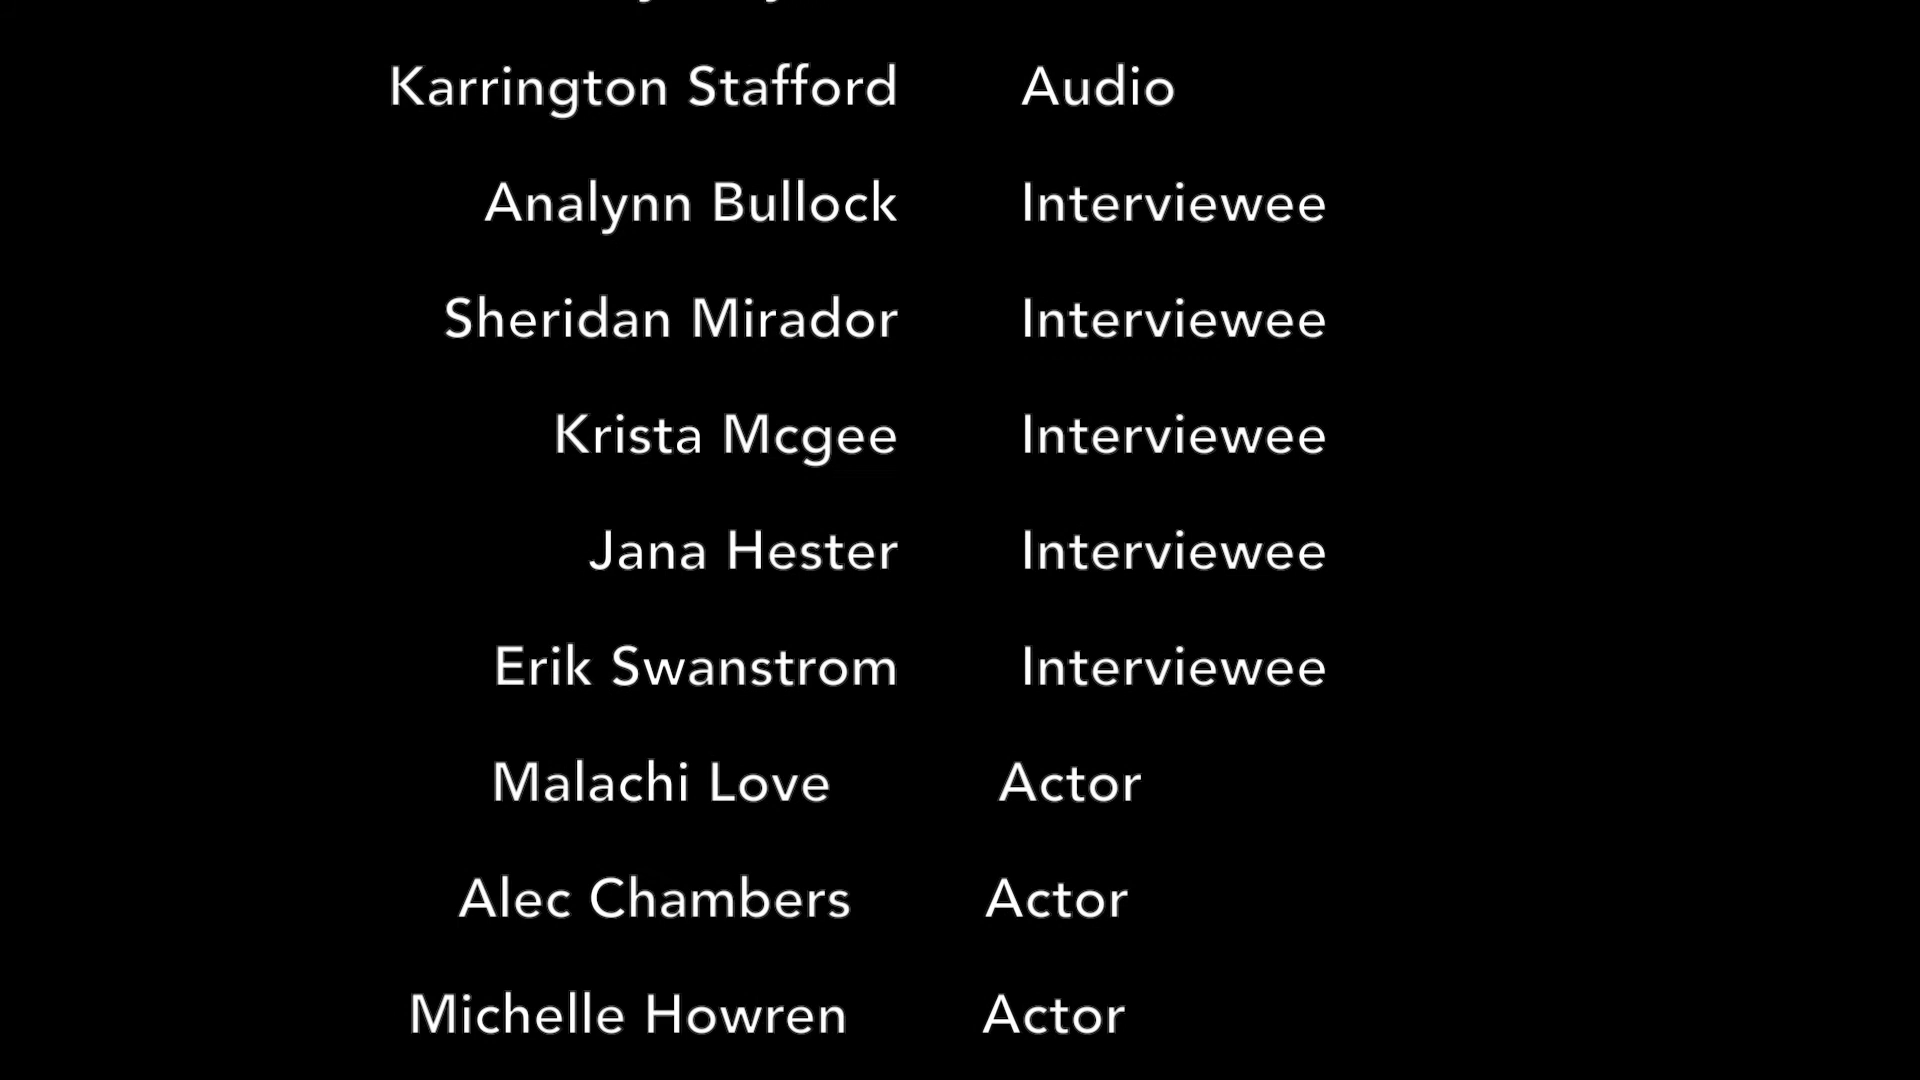 Karrington Stafford Audio
Analynn Bullock Interviewee
Sheridan Mirador Interviewee
Krista Mcgee Interviewee
Jana Hester Interviewee
Erik Swanstrom Interviewee
Malachi Love Actor
Alec Chambers Actor
Michelle Howren Actor